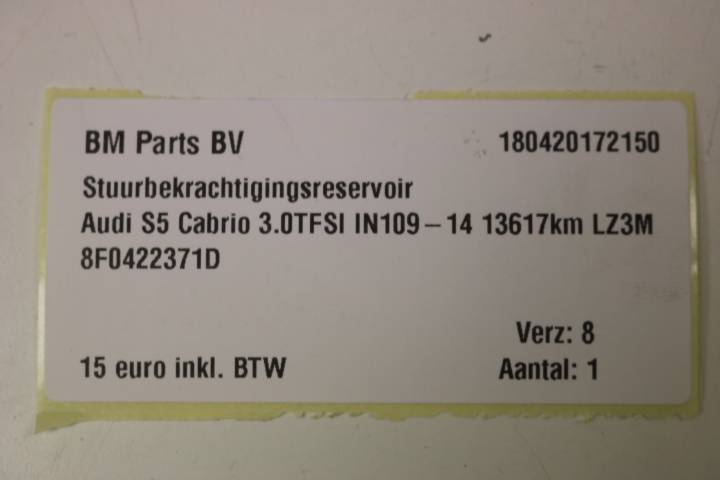 BM Parts BV 180420172150
Stuurbekrachtigingsreservoir
Audi S5 Cabrio 3.0TFSI IN109-14 13617km LZ3M
8F0422371D
Verz: 8
15 euro inkl. BTW Aantal: 1